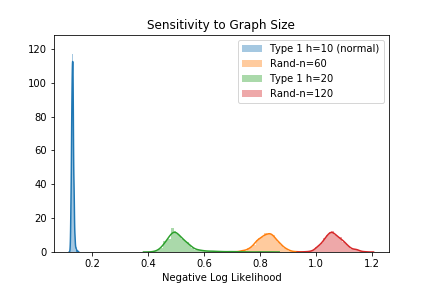 Sensitivity to Graph Size
Type 1 h=10 (normal)
Rand-n=60
Type 1 h=20
Rand-n=120
120
100
80
60
40
20
0
0.2 0.4 0.6 0.8 1.0 1.2
Negative Log Likelihood